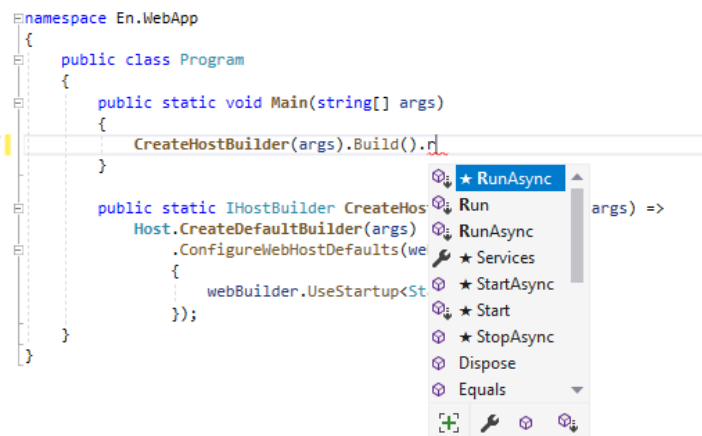 namespace En.WebApp
{
public class Program
{
public static void Main(string[] args)
{
CreateHostBuilder(args).Build().r
}
public static IHostBuilder CreateHos args) =>
Host.CreateDefaultBuilder(args)
.ConfigureWebHostDefaults(we
{
webBuilder.UseStartup<St
});
}
}
★ RunAsync
Run
RunAsync
★ Services
★ StartAsync
★ Start
★ StopAsync
Dispose
Equals